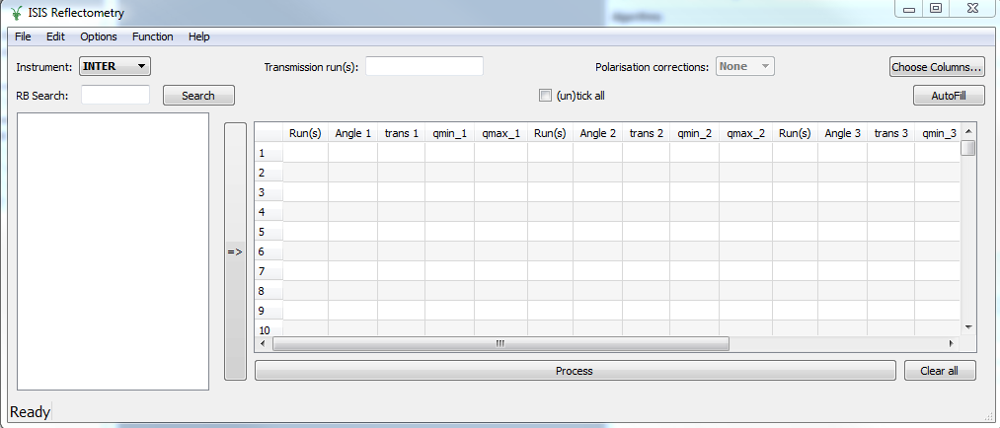 Algorithms
ISIS Reflectometry
File Edit Options Function Help
Instrument: INTER Transmission run(s): Polarisation corrections: None Choose Columns...
RB Search: Search (un)tick all AutoFill
Run(s) Angle 1 trans 1 qmin_1 qmax_1 Run(s) Angle 2 trans 2 qmin_2 qmax_2 Run(s) Angle 3 trans 3 qmin_3
1
2
3
4
5
=> 6
7
8
9
10
Process Clear all
Ready